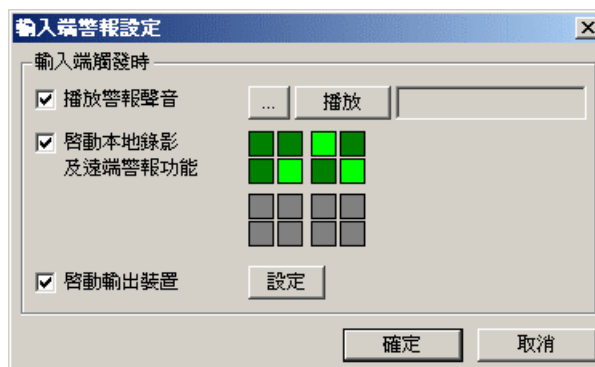 輸入端警報設定
輸入端觸發時
播放警報聲音
...
播放
啓動本地錄影
及遠端警報功能
啓動輸出裝置
設定
確定
取消